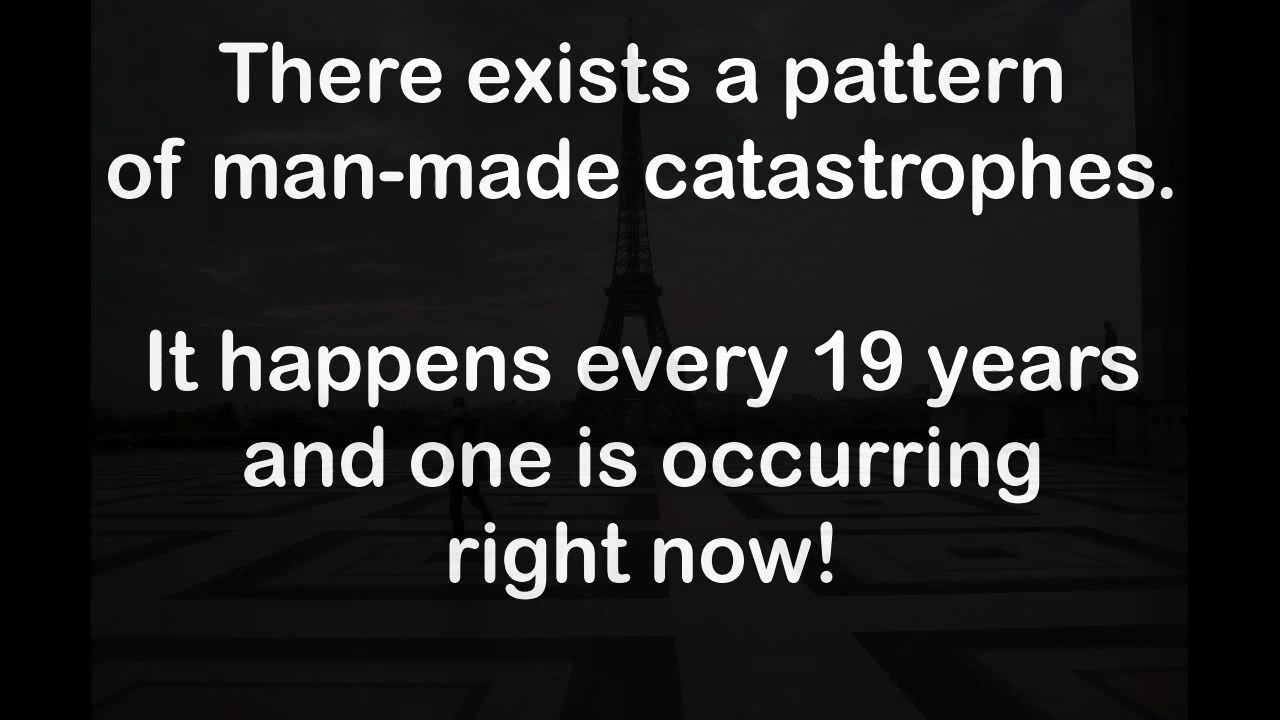 There exists a pattern
of man-made catastrophes.
It happens every 19 years
and one is occurring
right now!